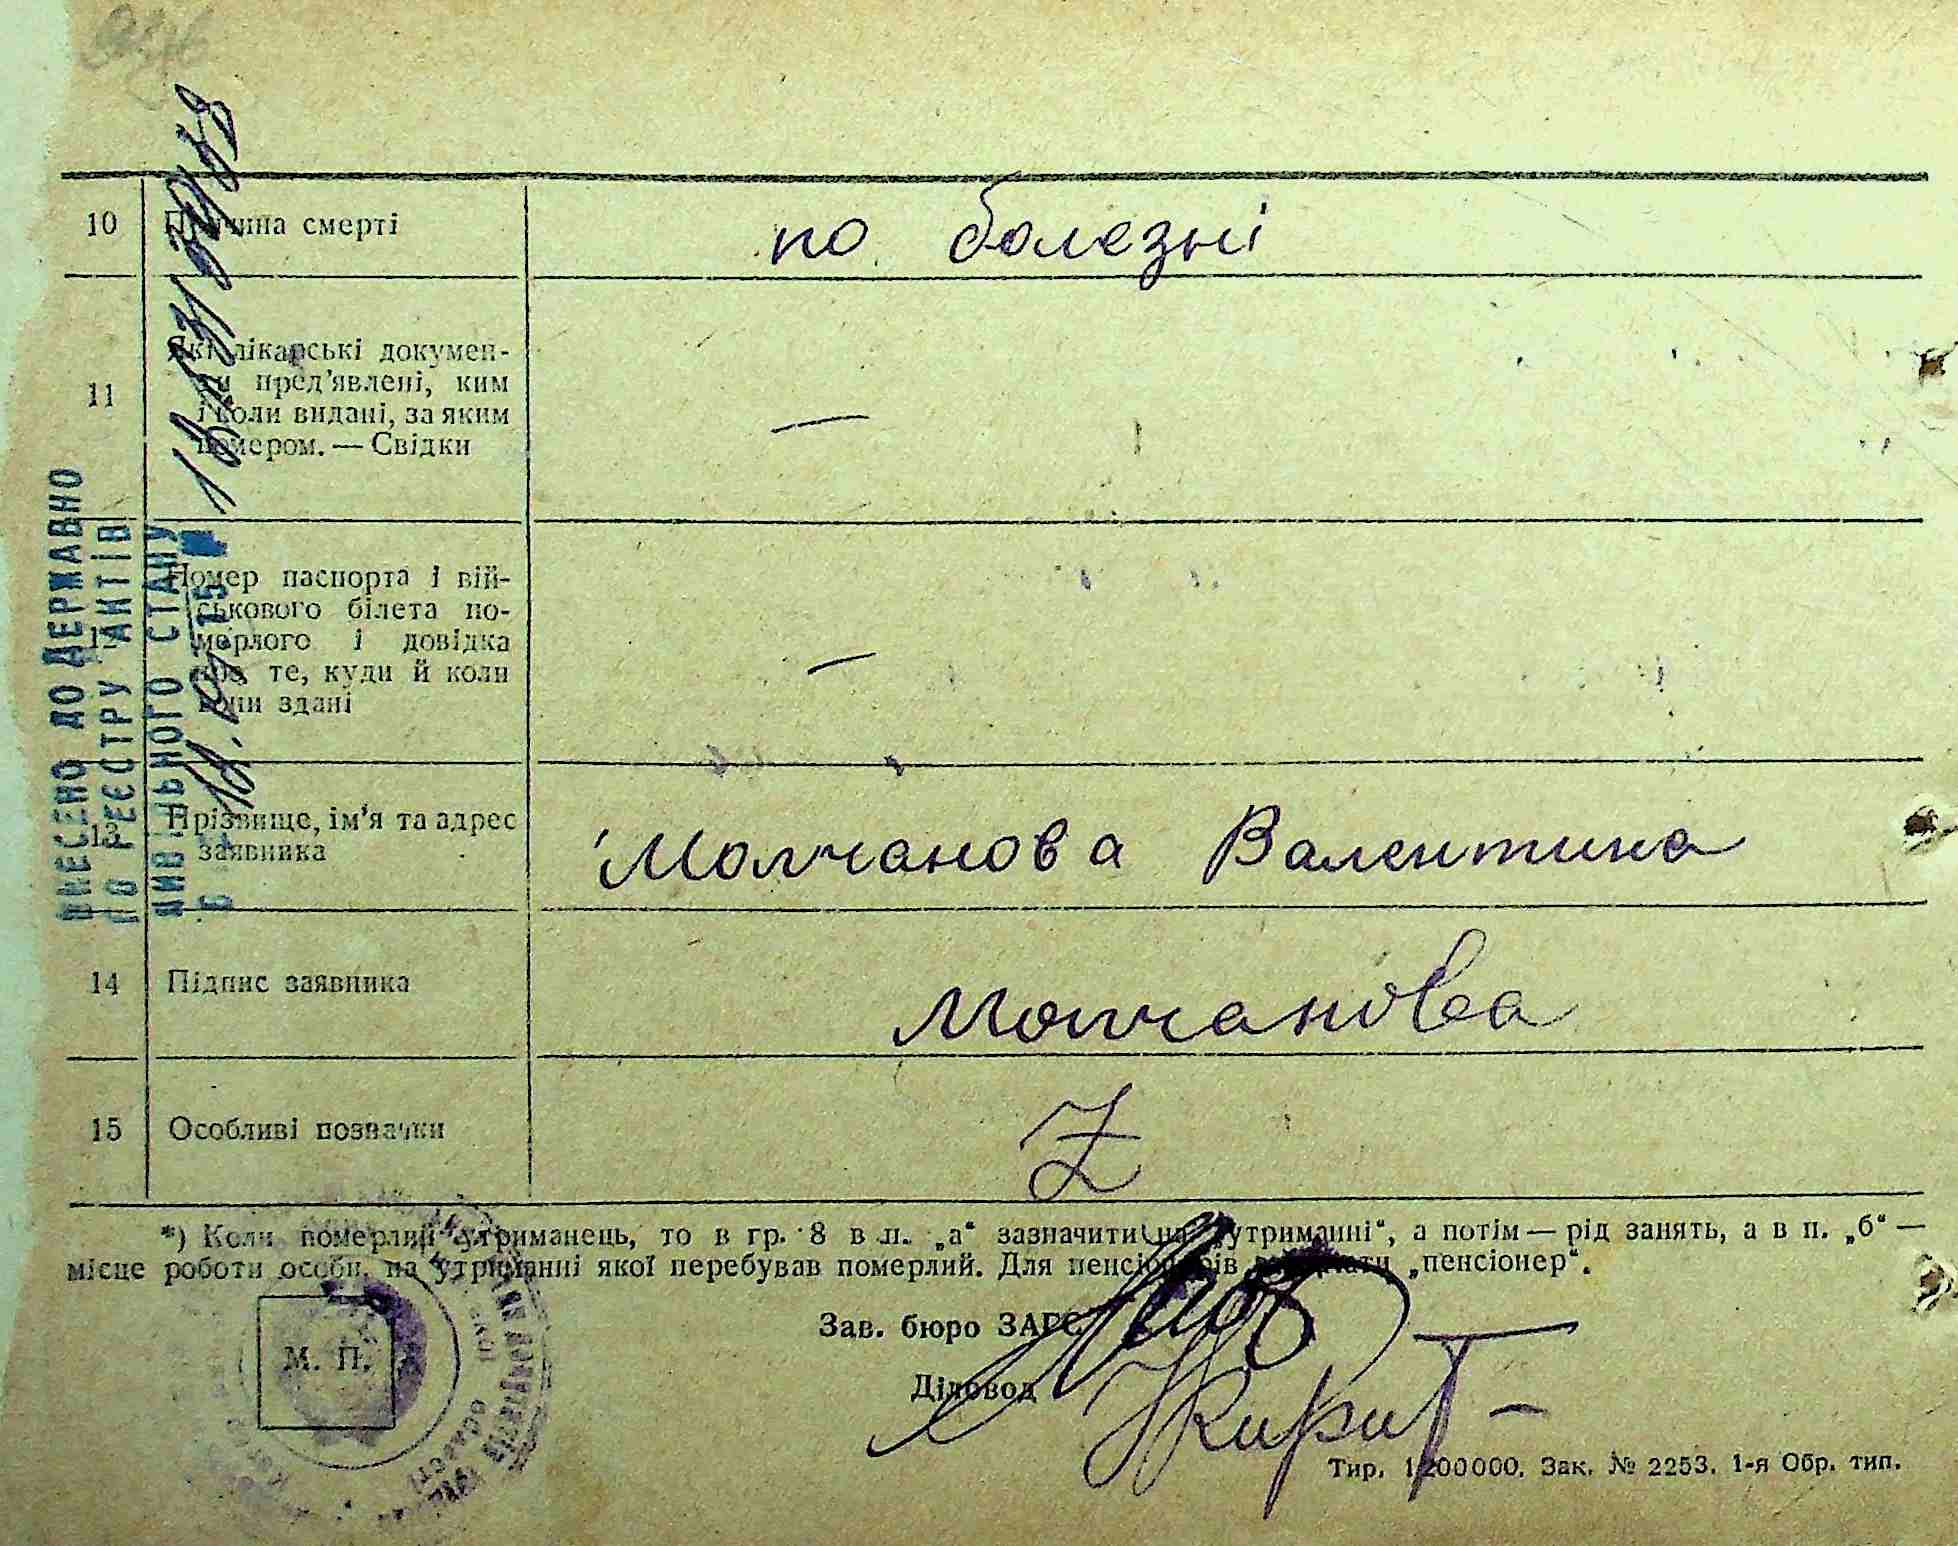 10 Причина смерті по болезні
11 Які лікарські докумен-
ти пред'явлені, ким
і коли видані, за яким
номером. — Свідки —
Номер паспорта і вій-
ськового білета по-
мерлого і довідка
про те, куди й коли
вони здані —
13 Прізвище, ім'я та адрес
заявника Молчанова Валентина
14 Підпис заявника Молчанова
15 Особливі позначки Z
*) Коли померлий утриманець, то в гр. 8 в п. „а“ зазначити „на утриманні“, а потім — рід занять, а в п. „б“ —
місце роботи особи, на утриманні якої перебував померлий. Для пенсіонерів „пенсіонер“.
Зав. бюро ЗАГС
М. П.
Діловод
Тир. 1200000. Зак. № 2253. 1-я Обр. тип.
ВНЕСЕНО ДО ДЕРЖАВНО
ГО РЕЄСТРУ АКТІВ
ЦИВІЛЬНОГО СТАНУ